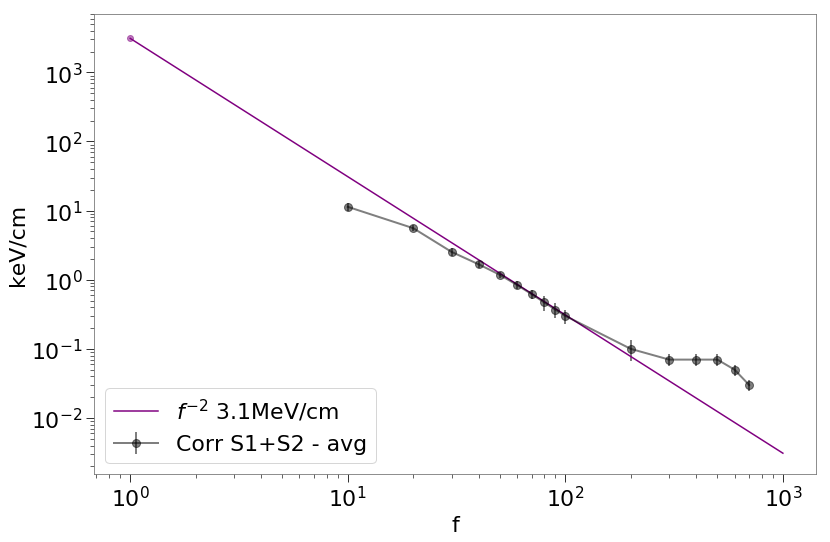 keV/cm
10³
10²
10¹
10⁰
10⁻¹
10⁻²
f⁻² 3.1MeV/cm
Corr S1+S2 - avg
10⁰ 10¹ 10² 10³
f